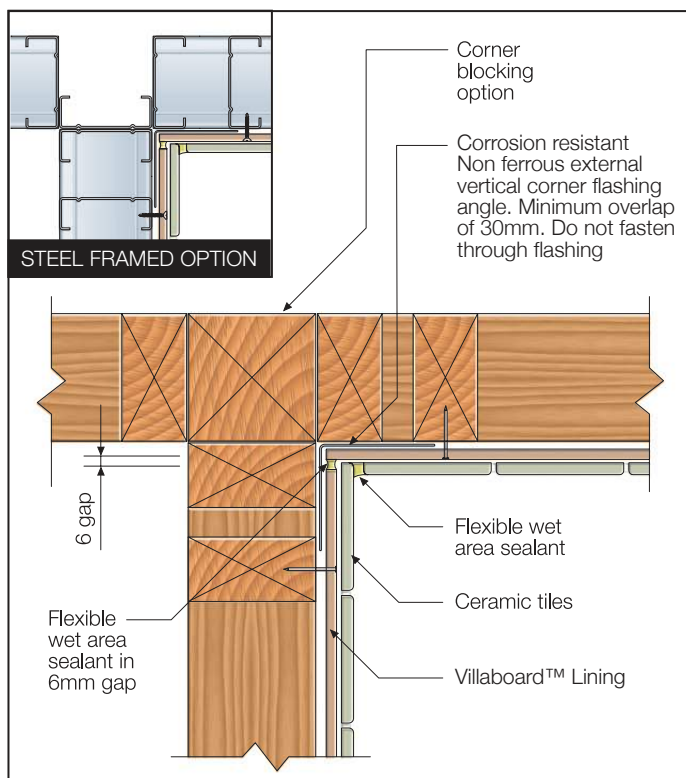 STEEL FRAMED OPTION
Corner
blocking
option
Corrosion resistant
Non ferrous external
vertical corner flashing
angle. Minimum overlap
of 30mm. Do not fasten
through flashing
6 gap
Flexible wet
area sealant
Ceramic tiles
Flexible
wet area
sealant in
6mm gap
Villaboard™ Lining